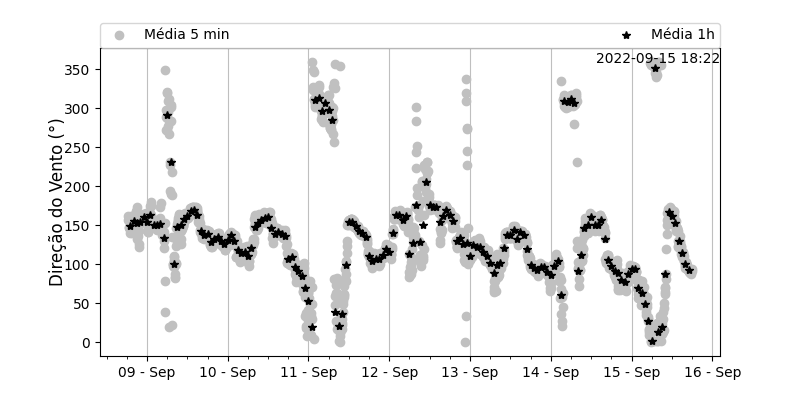 Média 5 min
Média 1h
2022-09-15 18:22
Direção do Vento (°)
350
300
250
200
150
100
50
0
09 - Sep
10 - Sep
11 - Sep
12 - Sep
13 - Sep
14 - Sep
15 - Sep
16 - Sep